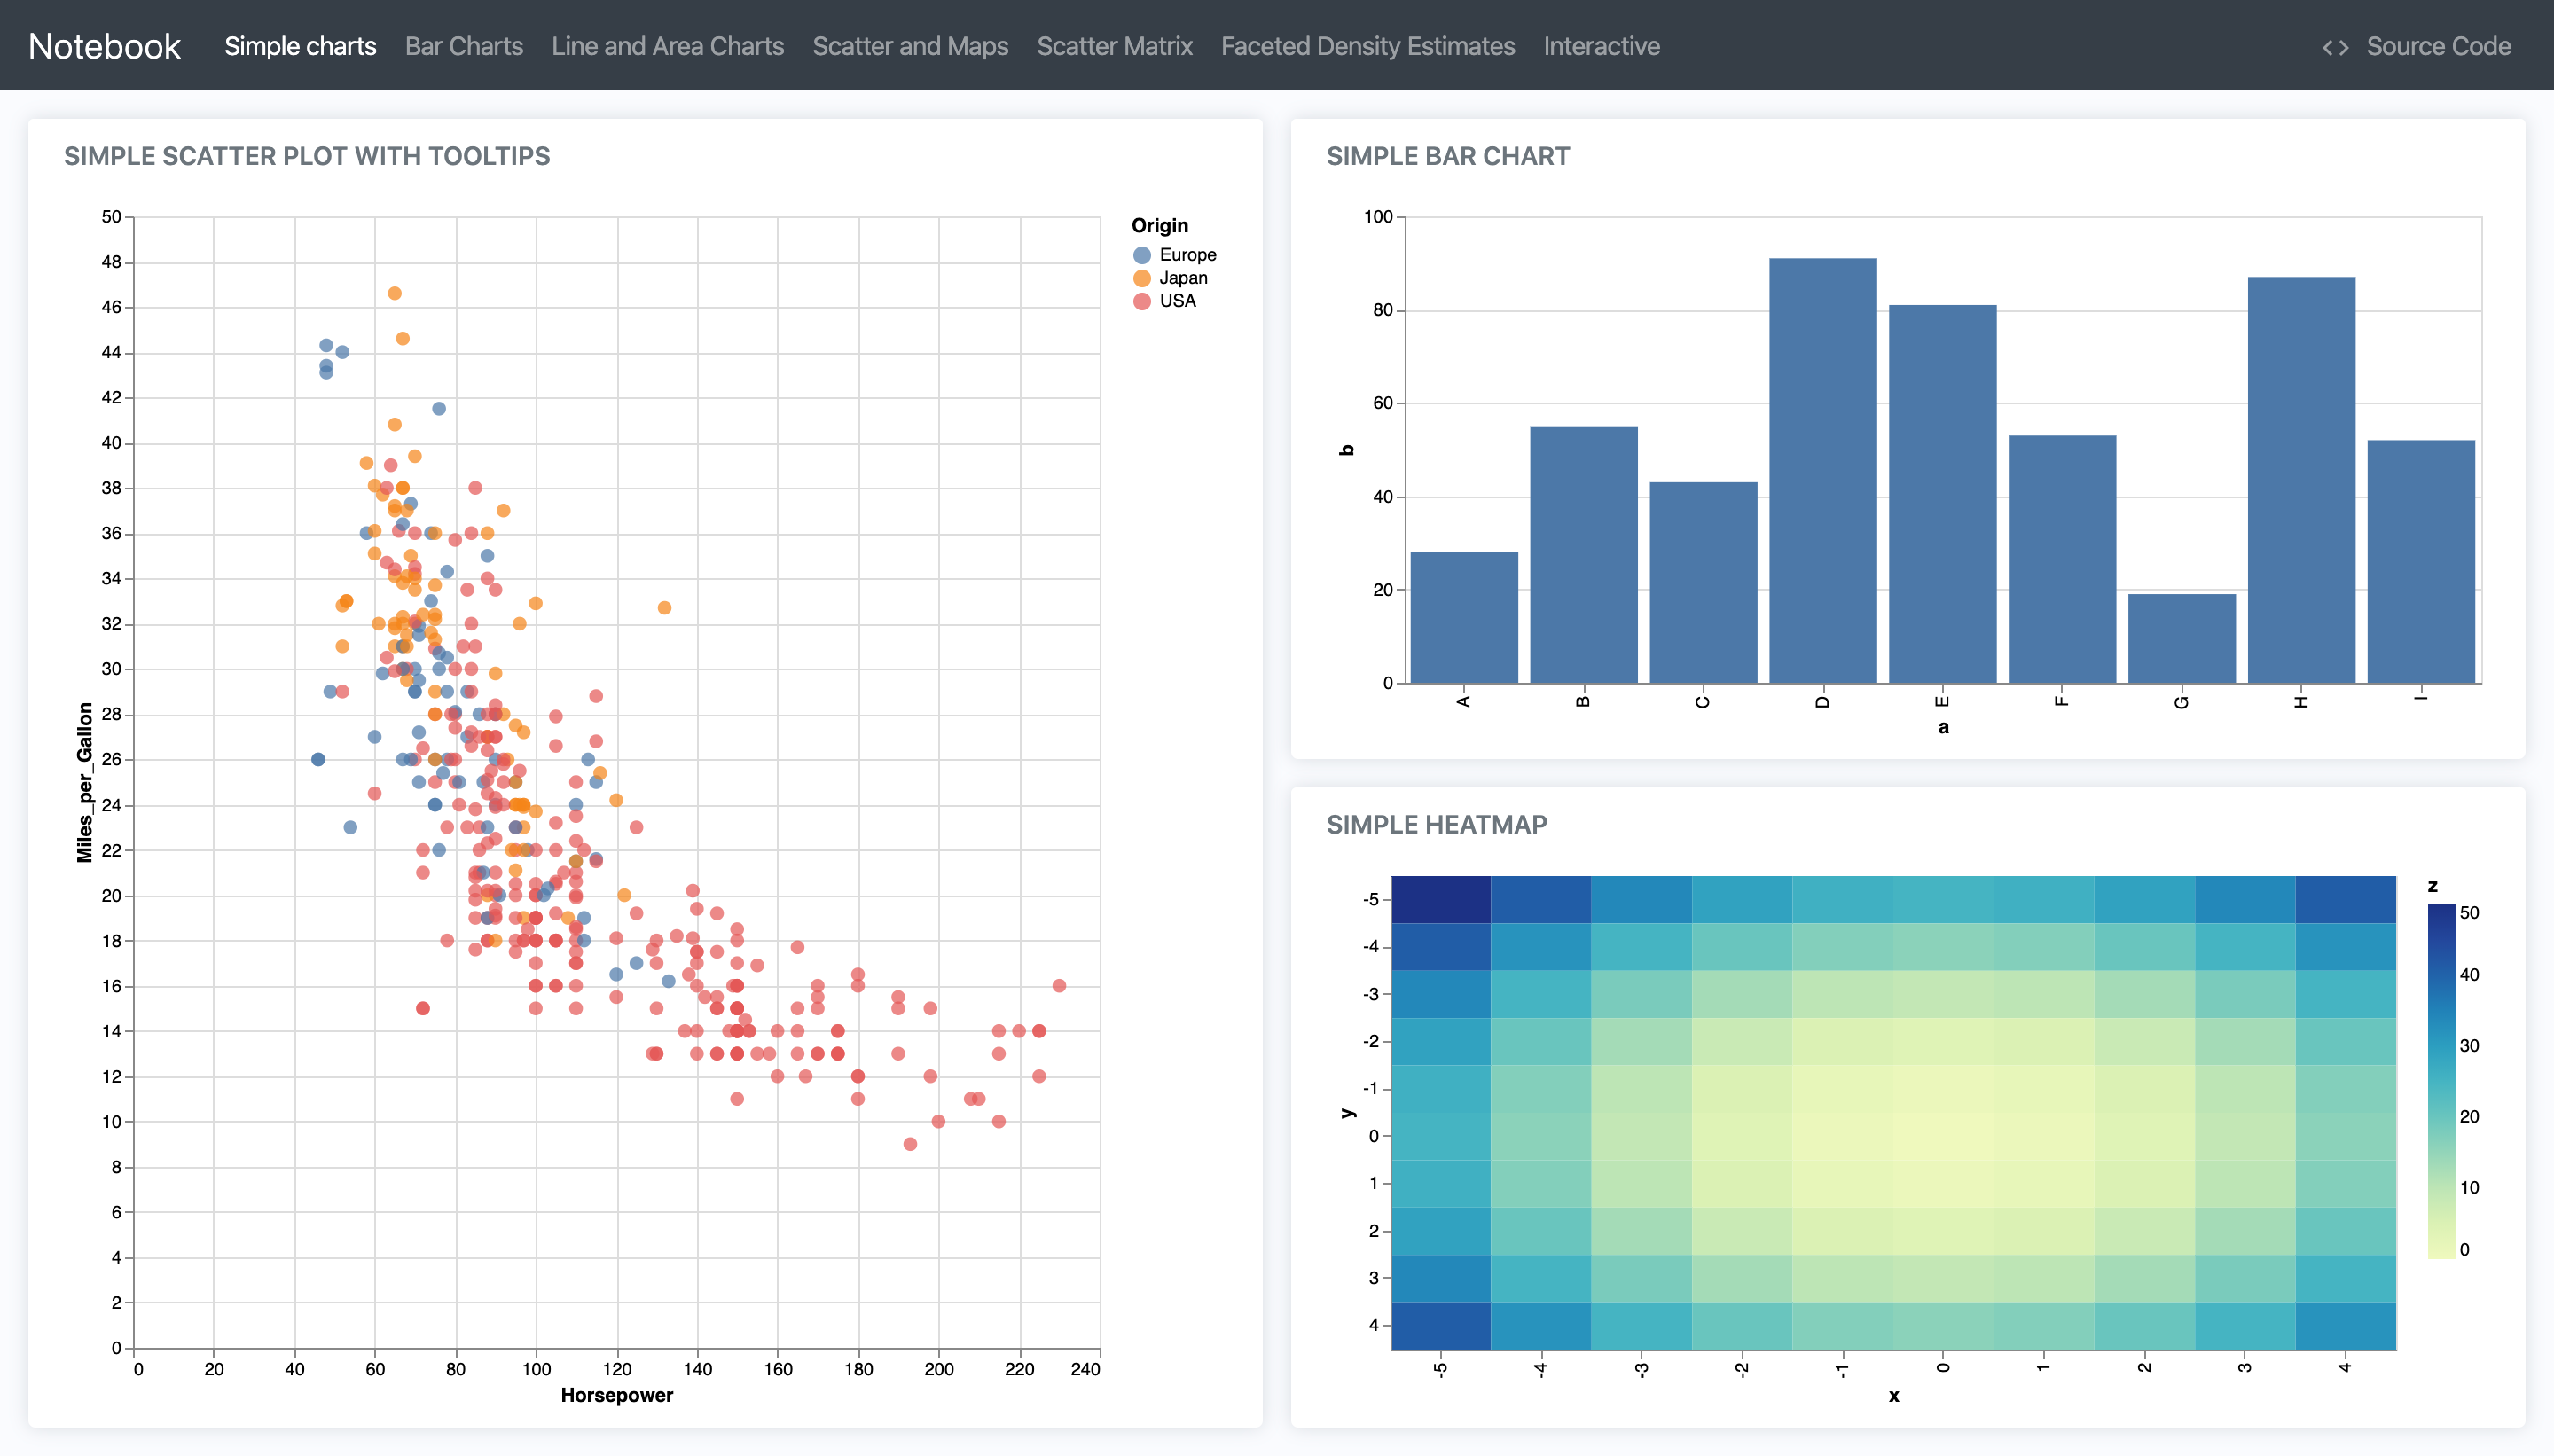 Notebook Simple charts Bar Charts Line and Area Charts Scatter and Maps Scatter Matrix Faceted Density Estimates Interactive <> Source Code
SIMPLE SCATTER PLOT WITH TOOLTIPS
50
48
46
44
42
40
38
36
34
32
30
28
26
24
22
20
18
16
14
12
10
8
6
4
2
0
Miles_per_Gallon
0 20 40 60 80 100 120 140 160 180 200 220 240
Horsepower
Origin
Europe
Japan
USA
SIMPLE BAR CHART
100
80
60
40
20
0
b
A B C D E F G H I
a
SIMPLE HEATMAP
-5
-4
-3
-2
-1
0
1
2
3
4
y
-5 -4 -3 -2 -1 0 1 2 3 4
x
z
50
40
30
20
10
0